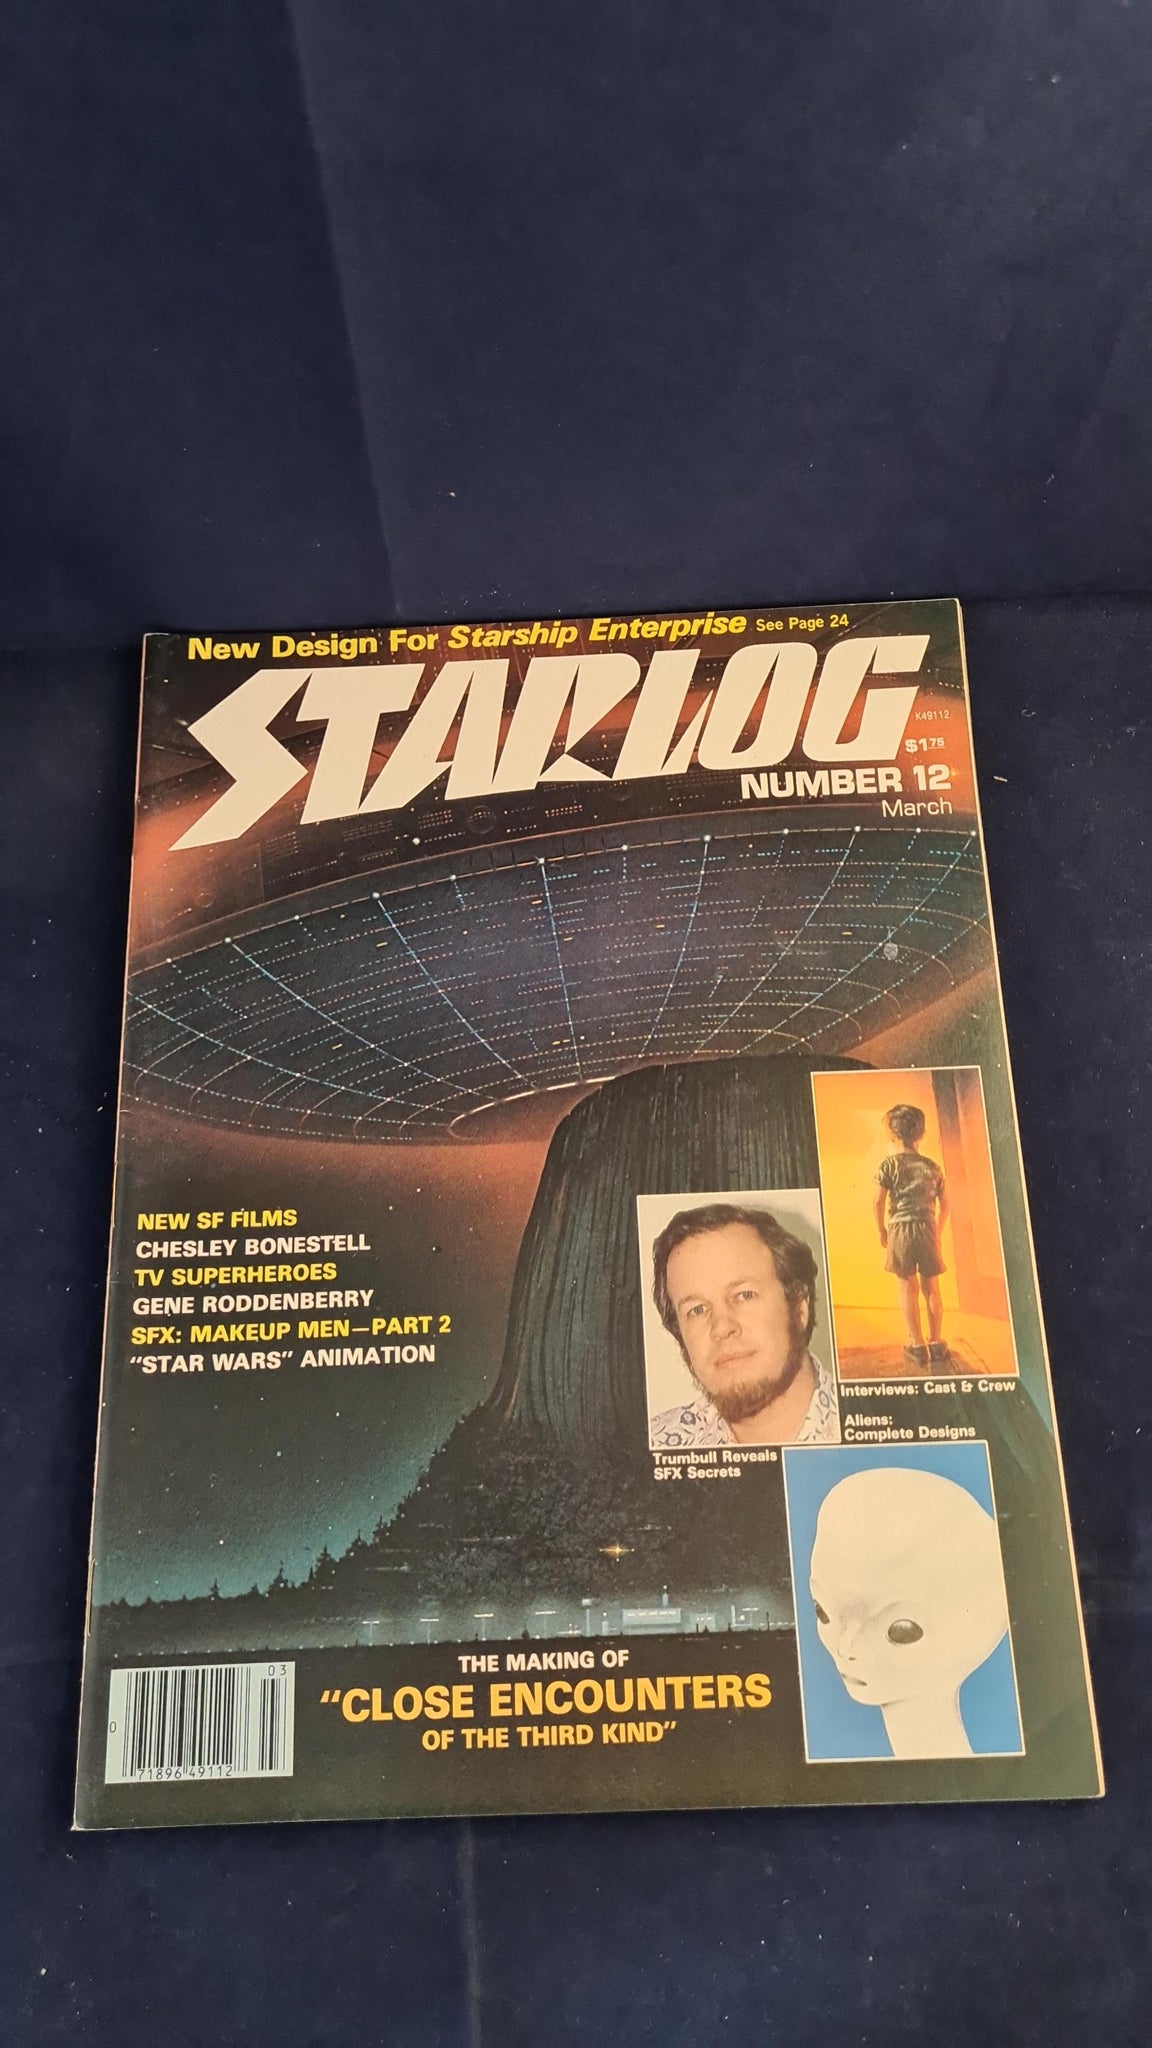 New Design For Starship Enterprise See Page 24
STARLOG
K49112
$1.75
NUMBER 12
March
NEW SF FILMS
CHESLEY BONESTELL
TV SUPERHEROES
GENE RODDENBERRY
SFX: MAKEUP MEN—PART 2
"STAR WARS" ANIMATION
Interviews: Cast & Crew
Trumbull Reveals
SFX Secrets
Aliens:
Complete Designs
THE MAKING OF
"CLOSE ENCOUNTERS
OF THE THIRD KIND"
03
0 71896 49112